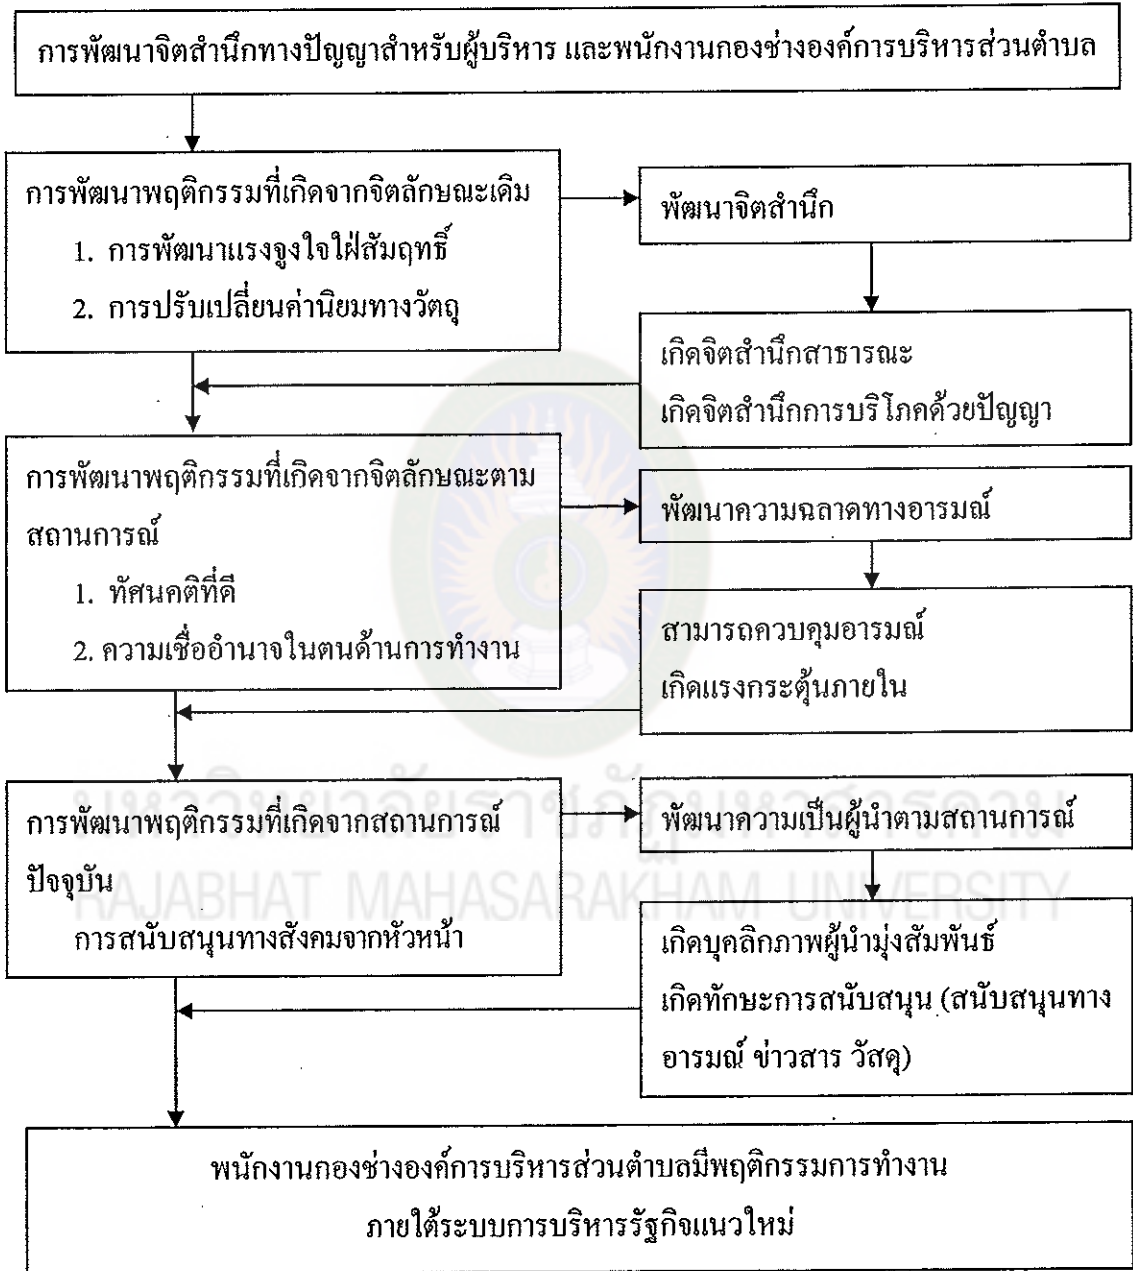 การพัฒนาจิตสำนึกทางปัญญาสำหรับผู้บริหาร และพนักงานกองช่างองค์การบริหารส่วนตำบล
การพัฒนาพฤติกรรมที่เกิดจากจิตลักษณะเดิม
1. การพัฒนาแรงจูงใจใฝ่สัมฤทธิ์
2. การปรับเปลี่ยนค่านิยมทางวัตถุ
พัฒนาจิตสำนึก
เกิดจิตสำนึกสาธารณะ
เกิดจิตสำนึกการบริโภคด้วยปัญญา
การพัฒนาพฤติกรรมที่เกิดจากจิตลักษณะตาม
สถานการณ์
1. ทัศนคติที่ดี
2. ความเชื่ออำนาจในตนด้านการทำงาน
พัฒนาความฉลาดทางอารมณ์
สามารถควบคุมอารมณ์
เกิดแรงกระตุ้นภายใน
การพัฒนาพฤติกรรมที่เกิดจากสถานการณ์
ปัจจุบัน
การสนับสนุนทางสังคมจากหัวหน้า
พัฒนาความเป็นผู้นำตามสถานการณ์
เกิดบุคลิกภาพผู้นำมุ่งสัมพันธ์
เกิดทักษะการสนับสนุน (สนับสนุนทาง
อารมณ์ ข่าวสาร วัสดุ)
มหาวิทยาลัยราชภัฏมหาสารคาม
RAJABHAT MAHASARAKHAM UNIVERSITY
พนักงานกองช่างองค์การบริหารส่วนตำบลมีพฤติกรรมการทำงาน
ภายใต้ระบบการบริหารรัฐกิจแนวใหม่